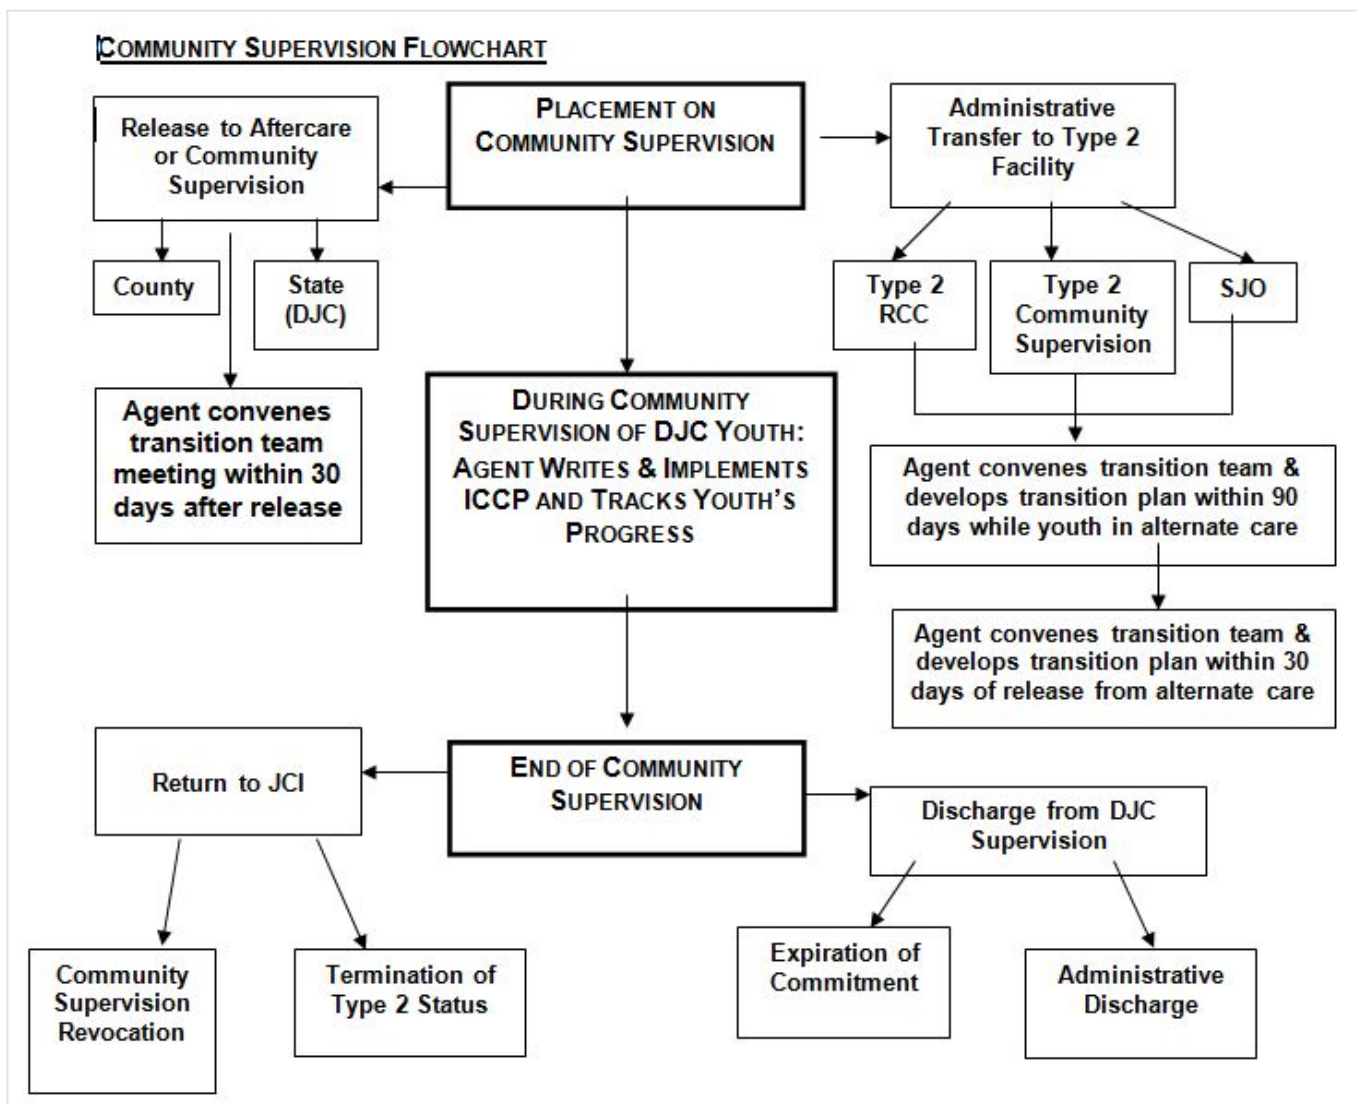 COMMUNITY SUPERVISION FLOWCHART
Release to Aftercare
or Community
Supervision
PLACEMENT ON
COMMUNITY SUPERVISION
Administrative
Transfer to Type 2
Facility
County
State
(DJC)
Type 2
RCC
Type 2
Community
Supervision
SJO
Agent convenes
transition team
meeting within 30
days after release
DURING COMMUNITY
SUPERVISION OF DJC YOUTH:
AGENT WRITES & IMPLEMENTS
ICCP AND TRACKS YOUTH'S
PROGRESS
Agent convenes transition team &
develops transition plan within 90
days while youth in alternate care
Agent convenes transition team &
develops transition plan within 30
days of release from alternate care
Return to JCI
END OF COMMUNITY
SUPERVISION
Discharge from DJC
Supervision
Community
Supervision
Revocation
Termination of
Type 2 Status
Expiration of
Commitment
Administrative
Discharge